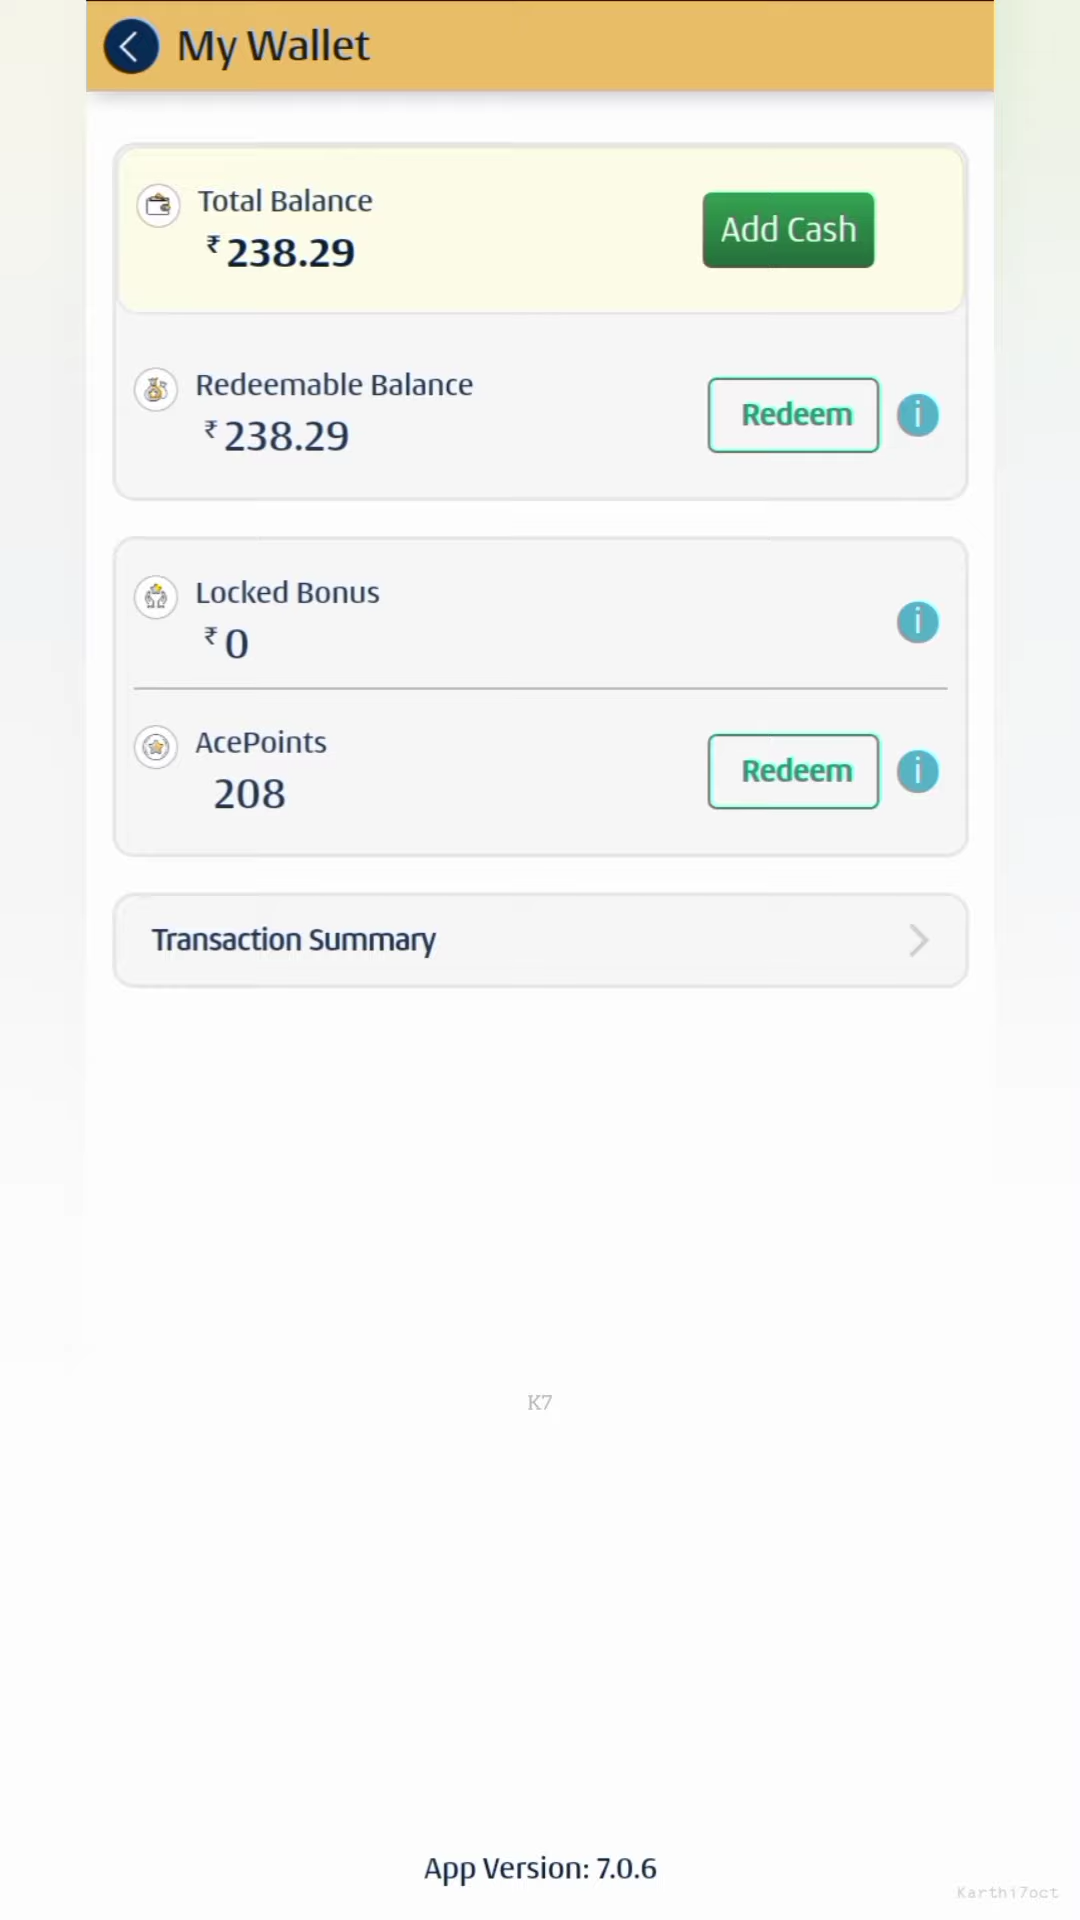 My Wallet
Total Balance
₹ 238.29
Add Cash
Redeemable Balance
₹ 238.29
Redeem
i
Locked Bonus
₹ 0
i
AcePoints
208
Redeem
i
Transaction Summary
K7
App Version: 7.0.6
Karthi7oct